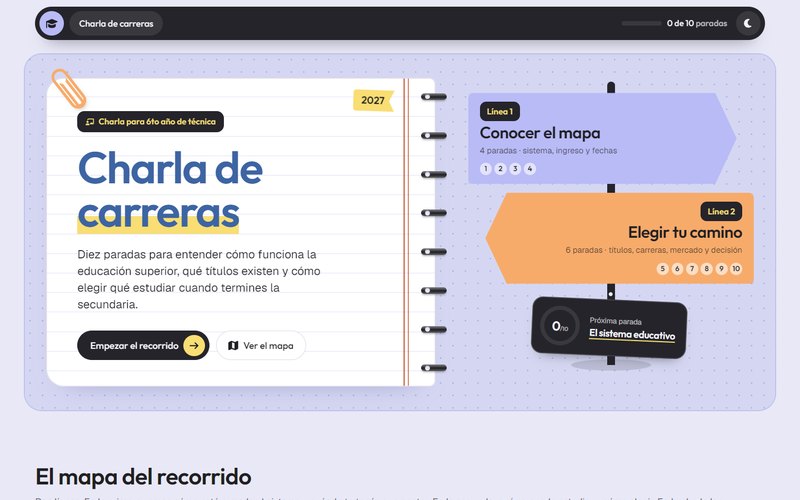 Charla de carreras
0 de 10 paradas
2027
Charla para 6to año de técnica
Charla de
carreras
Diez paradas para entender cómo funciona la
educación superior, qué títulos existen y cómo
elegir qué estudiar cuando termines la
secundaria.
Empezar el recorrido
Ver el mapa
Línea 1
Conocer el mapa
4 paradas · sistema, ingreso y fechas
1 2 3 4
Línea 2
Elegir tu camino
6 paradas · títulos, carreras, mercado y decisión
5 6 7 8 9 10
0/10
Próxima parada
El sistema educativo
El mapa del recorrido